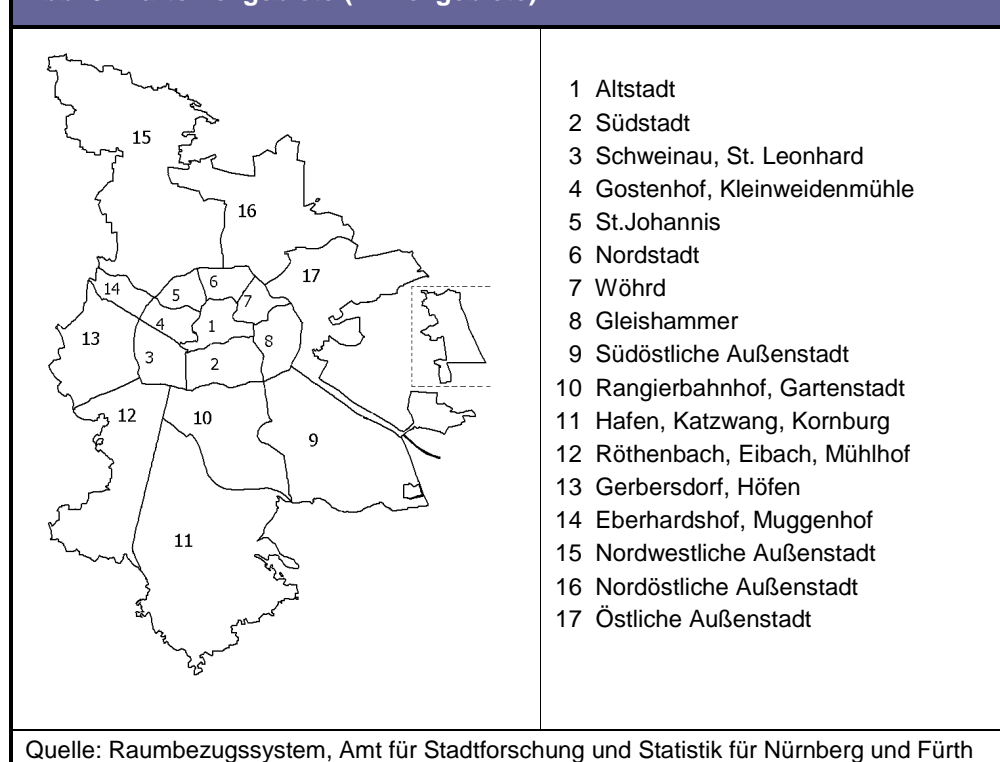 15
16
17
14
6
5
7
4
1
13
8
3
2
12
10
9
11
1 Altstadt
2 Südstadt
3 Schweinau, St. Leonhard
4 Gostenhof, Kleinweidenmühle
5 St.Johannis
6 Nordstadt
7 Wöhrd
8 Gleishammer
9 Südöstliche Außenstadt
10 Rangierbahnhof, Gartenstadt
11 Hafen, Katzwang, Kornburg
12 Röthenbach, Eibach, Mühlhof
13 Gerbersdorf, Höfen
14 Eberhardshof, Muggenhof
15 Nordwestliche Außenstadt
16 Nordöstliche Außenstadt
17 Östliche Außenstadt
Quelle: Raumbezugssystem, Amt für Stadtforschung und Statistik für Nürnberg und Fürth